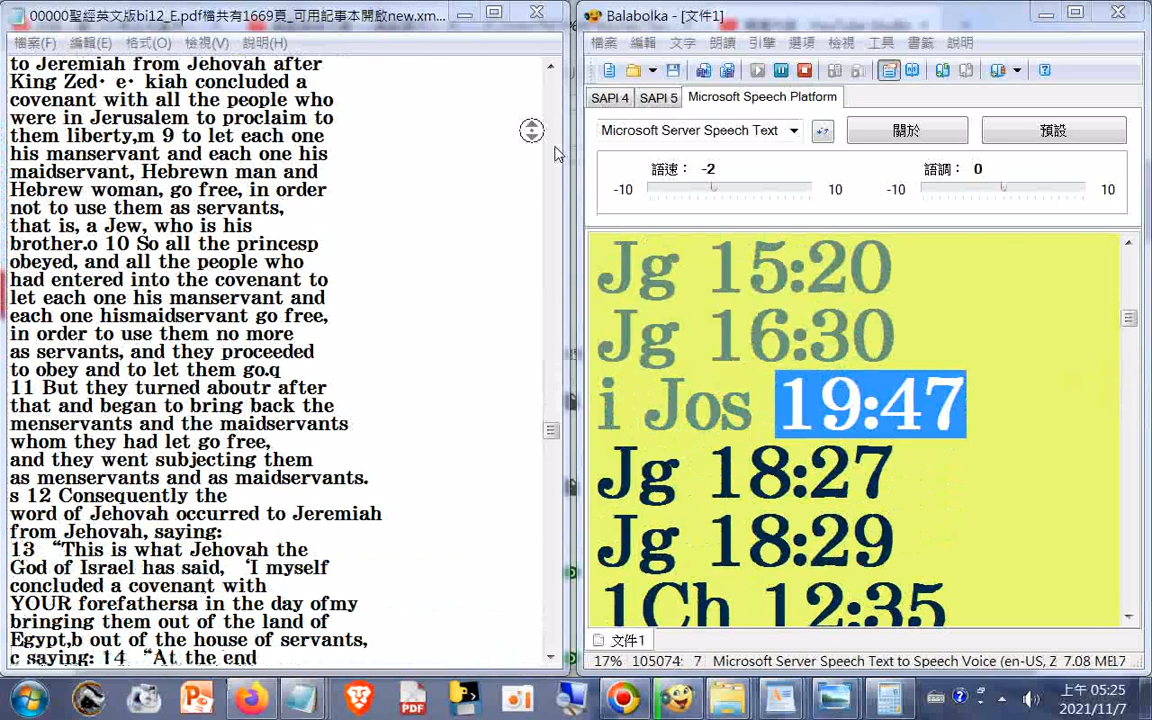 00000聖經英文版bi12_E.pdf檔共有1669頁_可用記事本開啟new.xm...
檔案(F) 編輯(E) 格式(O) 檢視(V) 說明(H)
to Jeremiah from Jehovah after
King Zed· e· kiah concluded a
covenant with all the people who
were in Jerusalem to proclaim to
them liberty,m 9 to let each one
his manservant and each one his
maidservant, Hebrewn man and
Hebrew woman, go free, in order
not to use them as servants,
that is, a Jew, who is his
brother.o 10 So all the princesp
obeyed, and all the people who
had entered into the covenant to
let each one his manservant and
each one hismaidservant go free,
in order to use them no more
as servants, and they proceeded
to obey and to let them go.q
11 But they turned aboutr after
that and began to bring back the
menservants and the maidservants
whom they had let go free,
and they went subjecting them
as menservants and as maidservants.
s 12 Consequently the
word of Jehovah occurred to Jeremiah
from Jehovah, saying:
13 “This is what Jehovah the
God of Israel has said, ‘I myself
concluded a covenant with
YOUR forefathersa in the day ofmy
bringing them out of the land of
Egypt,b out of the house of servants,
c saying: 14 “At the end
Balabolka - [文件1]
檔案 編輯 文字 朗讀 引擎 選項 檢視 工具 書籤 說明
SAPI 4 SAPI 5 Microsoft Speech Platform
Microsoft Server Speech Text 關於 預設
語速： -2 語調： 0
-10 10 -10 10
Jg 15:20
Jg 16:30
i Jos 19:47
Jg 18:27
Jg 18:29
1Ch 12:35
文件1
17% 105074: 7 Microsoft Server Speech Text to Speech Voice (en-US, Z 7.08 ME
上午 05:25
2021/11/7